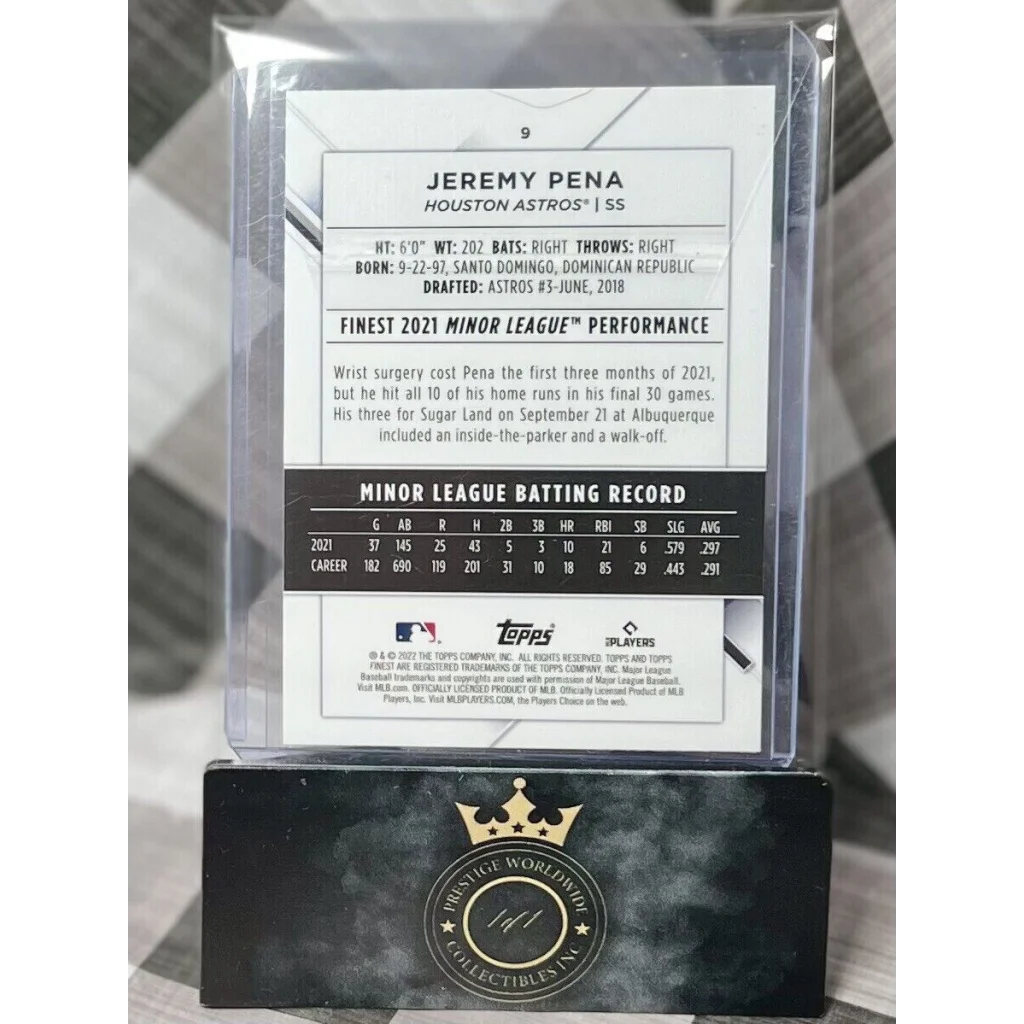 9
JEREMY PENA
HOUSTON ASTROS® | SS
HT: 6'0" WT: 202 BATS: RIGHT THROWS: RIGHT
BORN: 9-22-97, SANTO DOMINGO, DOMINICAN REPUBLIC
DRAFTED: ASTROS #3-JUNE, 2018
FINEST 2021 MINOR LEAGUE™ PERFORMANCE
Wrist surgery cost Pena the first three months of 2021,
but he hit all 10 of his home runs in his final 30 games.
His three for Sugar Land on September 21 at Albuquerque
included an inside-the-parker and a walk-off.
MINOR LEAGUE BATTING RECORD
G AB R H 2B 3B HR RBI SB SLG AVG
2021 37 145 25 43 5 3 10 21 6 .579 .297
CAREER 182 690 119 201 31 10 18 85 29 .443 .291
Topps®
MLB PLAYERS
® & © 2022 THE TOPPS COMPANY, INC. ALL RIGHTS RESERVED. TOPPS AND TOPPS
FINEST ARE REGISTERED TRADEMARKS OF THE TOPPS COMPANY, INC. Major League
Baseball trademarks and copyrights are used with permission of Major League Baseball.
Visit MLB.com. OFFICIALLY LICENSED PRODUCT OF MLB. Officially Licensed Product of MLB
Players, Inc. Visit MLBPLAYERS.COM, the Players Choice on the web.
PRESTIGE WORLDWIDE
1of1
COLLECTIBLES INC